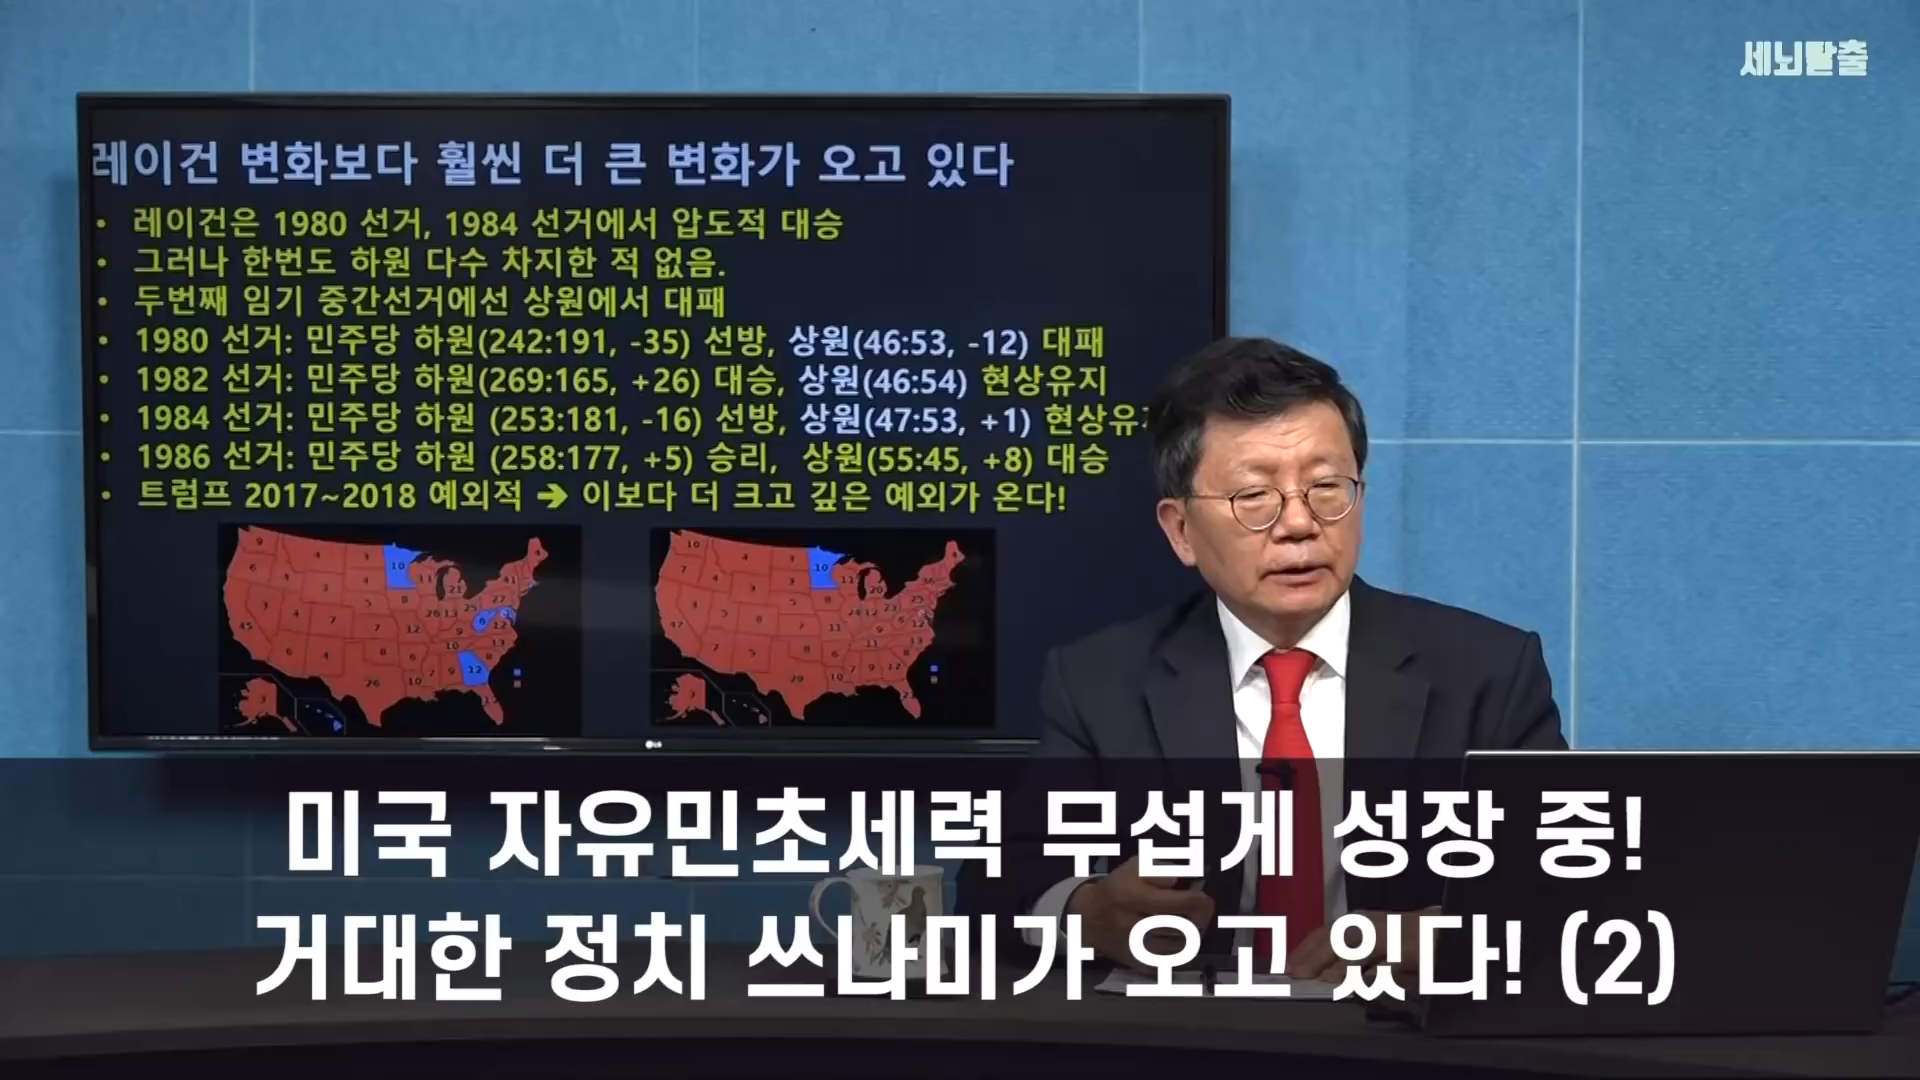 세뇌탈출
레이건 변화보다 훨씬 더 큰 변화가 오고 있다
• 레이건은 1980 선거, 1984 선거에서 압도적 대승
• 그러나 한번도 하원 다수 차지한 적 없음.
• 두번째 임기 중간선거에선 상원에서 대패
• 1980 선거: 민주당 하원(242:191, -35) 선방, 상원(46:53, -12) 대패
• 1982 선거: 민주당 하원(269:165, +26) 대승, 상원(46:54) 현상유지
• 1984 선거: 민주당 하원 (253:181, -16) 선방, 상원(47:53, +1) 현상유
• 1986 선거: 민주당 하원 (258:177, +5) 승리, 상원(55:45, +8) 대승
• 트럼프 2017~2018 예외적 ➔ 이보다 더 크고 깊은 예외가 온다!
LG
미국 자유민초세력 무섭게 성장 중!
거대한 정치 쓰나미가 오고 있다! (2)